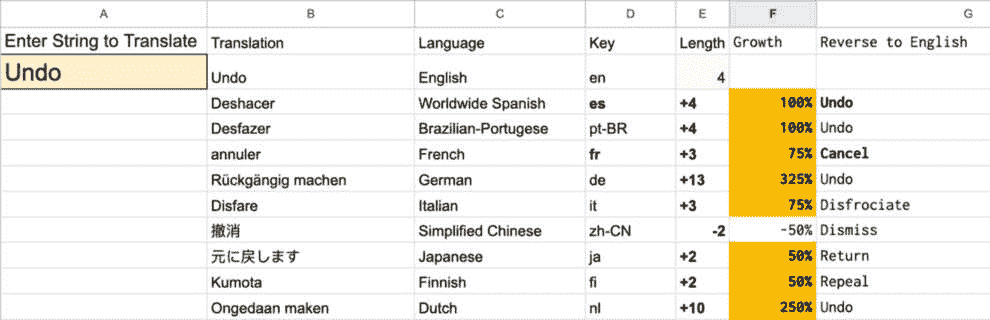 A B C D E F G
Enter String to Translate Translation Language Key Length Growth Reverse to English
Undo Undo English en 4
Deshacer Worldwide Spanish es +4 100% Undo
Desfazer Brazilian-Portugese pt-BR +4 100% Undo
annuler French fr +3 75% Cancel
Rückgängig machen German de +13 325% Undo
Disfare Italian it +3 75% Disfrociate
撤消 Simplified Chinese zh-CN -2 -50% Dismiss
元に戻します Japanese ja +2 50% Return
Kumota Finnish fi +2 50% Repeal
Ongedaan maken Dutch nl +10 250% Undo